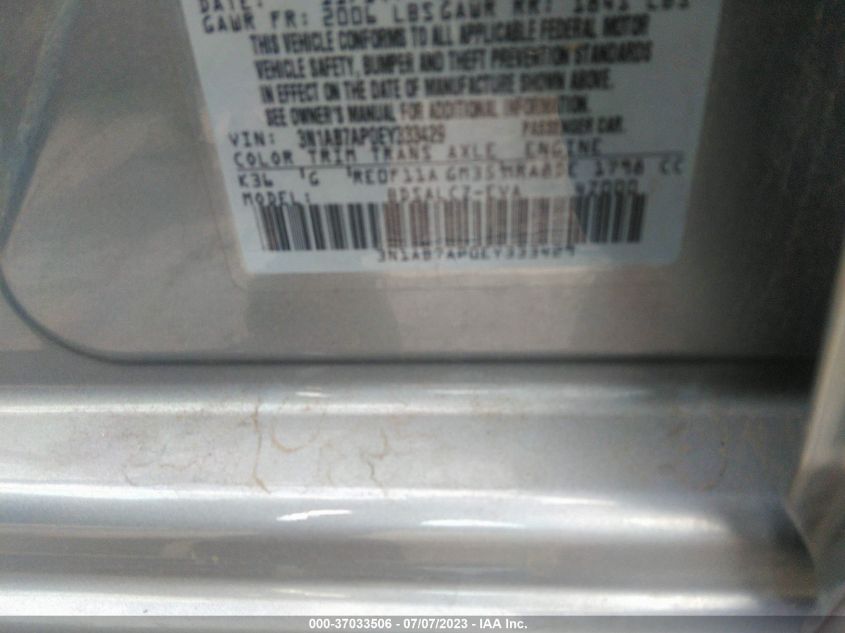 DATE:
GAWR FR: 2006 LBS GAWR RR: 1841 LBS
THIS VEHICLE CONFORMS TO ALL APPLICABLE FEDERAL MOTOR
VEHICLE SAFETY, BUMPER AND THEFT PREVENTION STANDARDS
IN EFFECT ON THE DATE OF MANUFACTURE SHOWN ABOVE.
SEE OWNER'S MANUAL FOR ADDITIONAL INFORMATION.
VIN: 3N1AB7AP0EY333429 PASSENGER CAR.
COLOR TRIM TRANS AXLE ENGINE
K36 G RE0F11A GM35 MRA8DE 1798 CC
MODEL: BDSALCZ-EVA
3N1AB7AP0EY333429
000-37033506 - 07/07/2023 - IAA Inc.